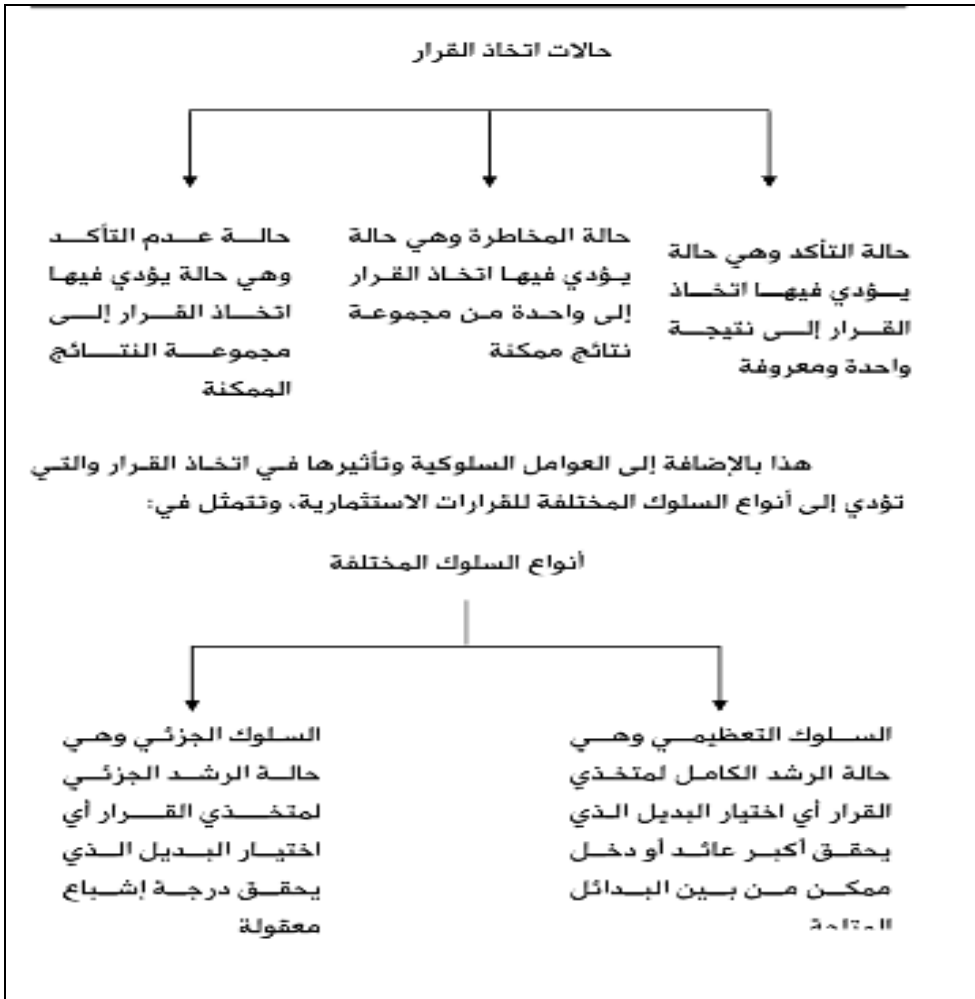 حالات اتخاذ القرار
حالة التأكد وهي حالة
يؤدي فيها اتخاذ
القرار إلى نتيجة
واحدة ومعروفة
حالة المخاطرة وهي حالة
يؤدي فيها اتخاذ القرار
إلى واحدة من مجموعة
نتائج ممكنة
حالة عدم التأكد
وهي حالة يؤدي فيها
اتخاذ القرار إلى
مجموعة النتائج
الممكنة
هذا بالإضافة إلى العوامل السلوكية وتأثيرها في اتخاذ القرار والتي
تؤدي إلى أنواع السلوك المختلفة للقرارات الاستثمارية، وتتمثل في:
أنواع السلوك المختلفة
السلوك التعظيمي وهي
حالة الرشد الكامل لمتخذي
القرار أي اختيار البديل الذي
يحقق أكبر عائد أو دخل
ممكن من بين البدائل
المتاحة
السلوك الجزئي وهي
حالة الرشد الجزئي
لمتخذي القرار أي
اختيار البديل الذي
يحقق درجة إشباع
معقولة